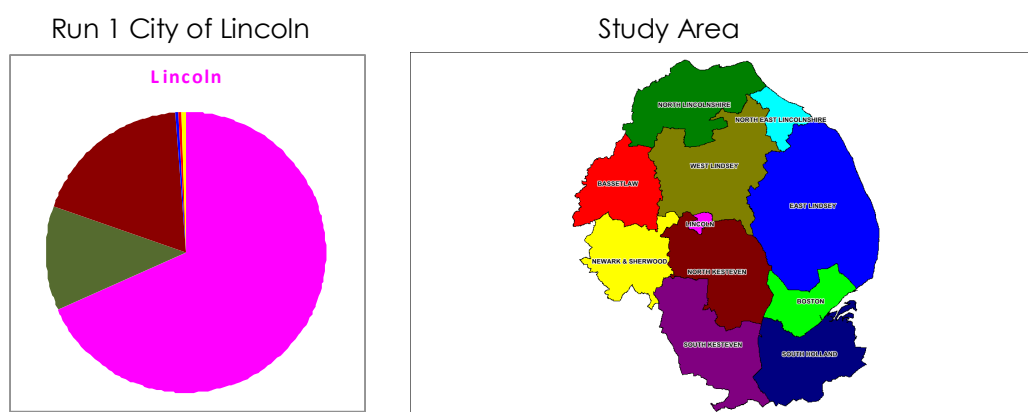 Run 1 City of Lincoln
Study Area
Lincoln
NORTH LINCOLNSHIRE
NORTH EAST LINCOLNSHIRE
WEST LINDSEY
BASSETLAW
EAST LINDSEY
LINCOLN
NEWARK & SHERWOOD
NORTH KESTEVEN
BOSTON
SOUTH KESTEVEN
SOUTH HOLLAND